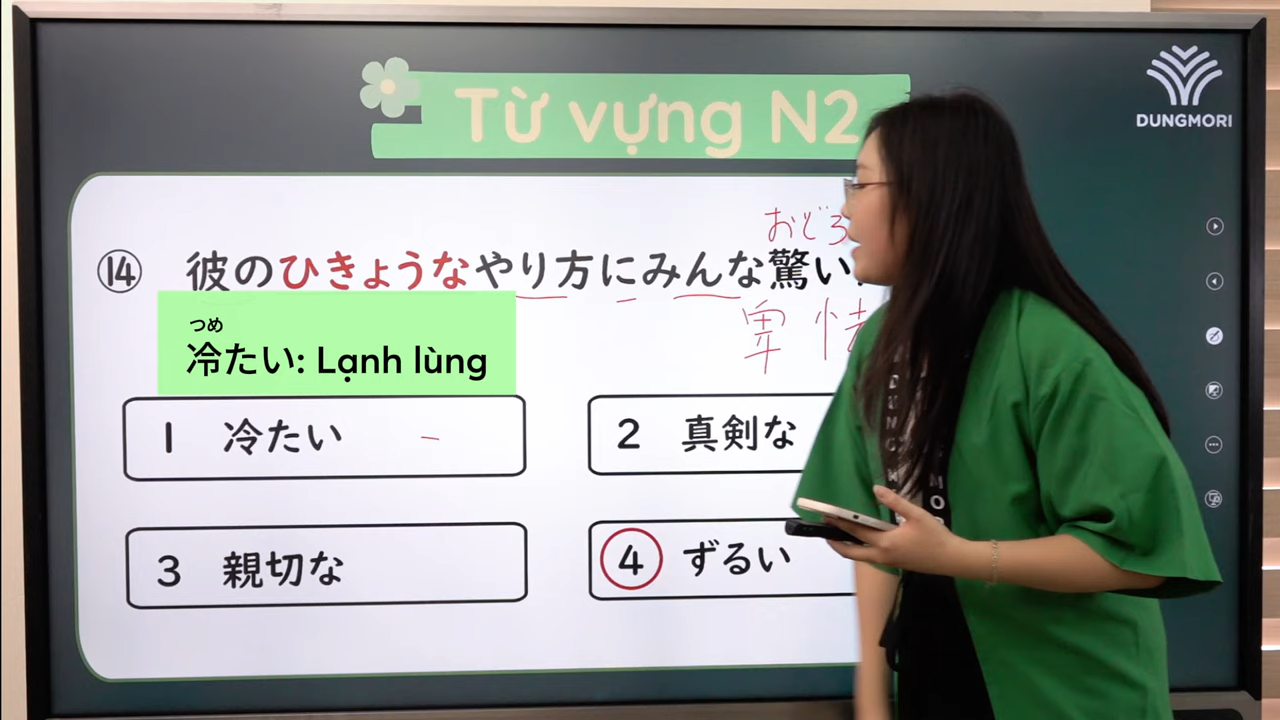 Từ vựng N2
DUNGMORI
おどろ
⑭ 彼のひきょうなやり方にみんな驚い
つめ
冷たい: Lạnh lùng
1 冷たい
2 真剣な
3 親切な
4 ずるい